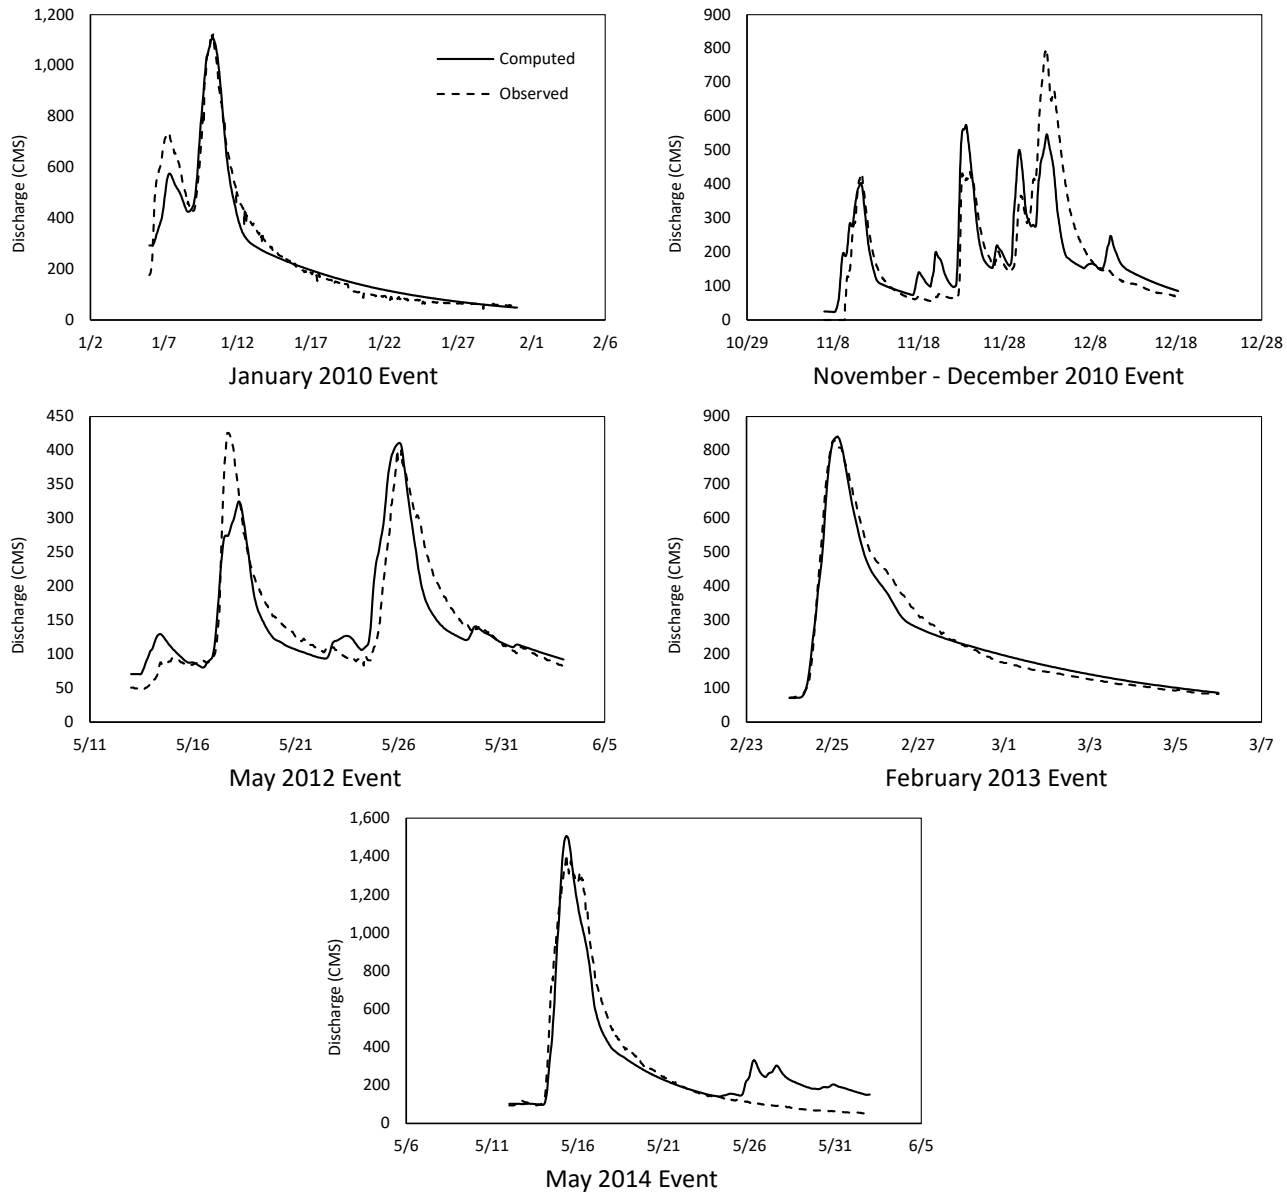 1,200
1,000
800
600
400
200
0
Discharge (CMS)
Computed
Observed
1/2 1/7 1/12 1/17 1/22 1/27 2/1 2/6
January 2010 Event
900
800
700
600
500
400
300
200
100
0
Discharge (CMS)
10/29 11/8 11/18 11/28 12/8 12/18 12/28
November - December 2010 Event
450
400
350
300
250
200
150
100
50
0
Discharge (CMS)
5/11 5/16 5/21 5/26 5/31 6/5
May 2012 Event
900
800
700
600
500
400
300
200
100
0
Discharge (CMS)
2/23 2/25 2/27 3/1 3/3 3/5 3/7
February 2013 Event
1,600
1,400
1,200
1,000
800
600
400
200
0
Discharge (CMS)
5/6 5/11 5/16 5/21 5/26 5/31 6/5
May 2014 Event